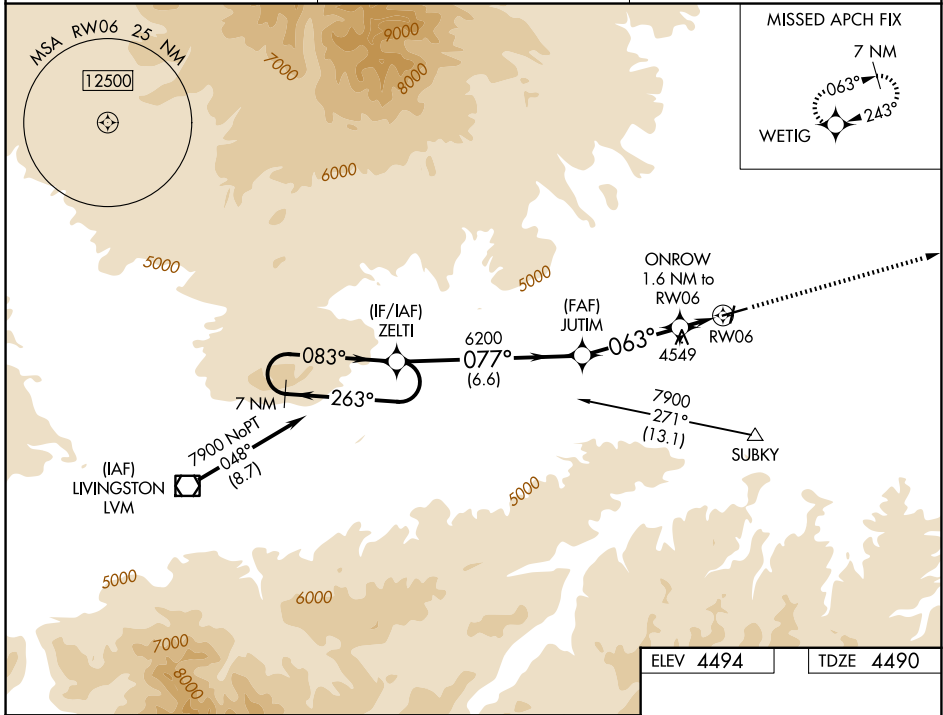 MSA RW06 25 NM
12500
9000
7000
8000
6000
5000
MISSED APCH FIX
7 NM
063°
243°
WETIG
5000
ONROW
1.6 NM to
RW06
(IF/IAF)
ZELTI
(FAF)
JUTIM
6200
077°
(6.6)
063°
4549
RW06
083°
263°
7 NM
7900 NoPT
048°
(8.7)
(IAF)
LIVINGSTON
LVM
7900
271°
(13.1)
SUBKY
5000
5000
6000
7000
8000
ELEV 4494
TDZE 4490